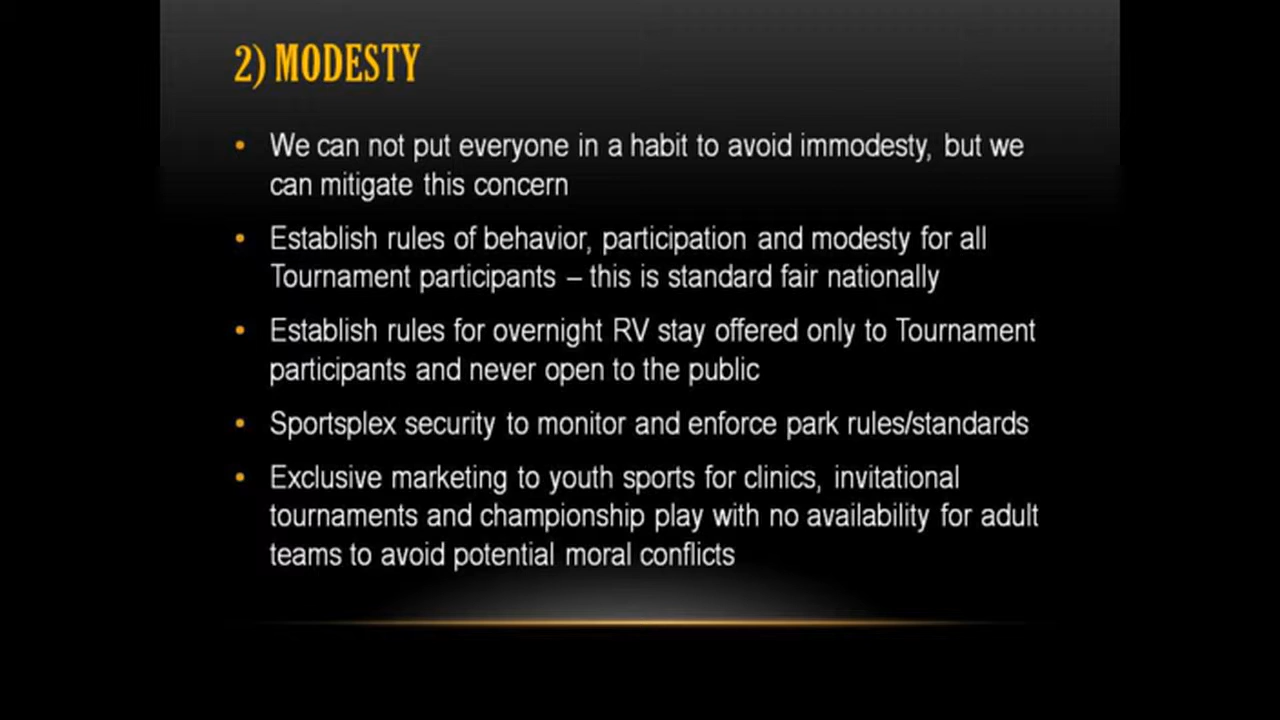 2) MODESTY
• We can not put everyone in a habit to avoid immodesty, but we
can mitigate this concern
• Establish rules of behavior, participation and modesty for all
Tournament participants – this is standard fair nationally
• Establish rules for overnight RV stay offered only to Tournament
participants and never open to the public
• Sportsplex security to monitor and enforce park rules/standards
• Exclusive marketing to youth sports for clinics, invitational
tournaments and championship play with no availability for adult
teams to avoid potential moral conflicts